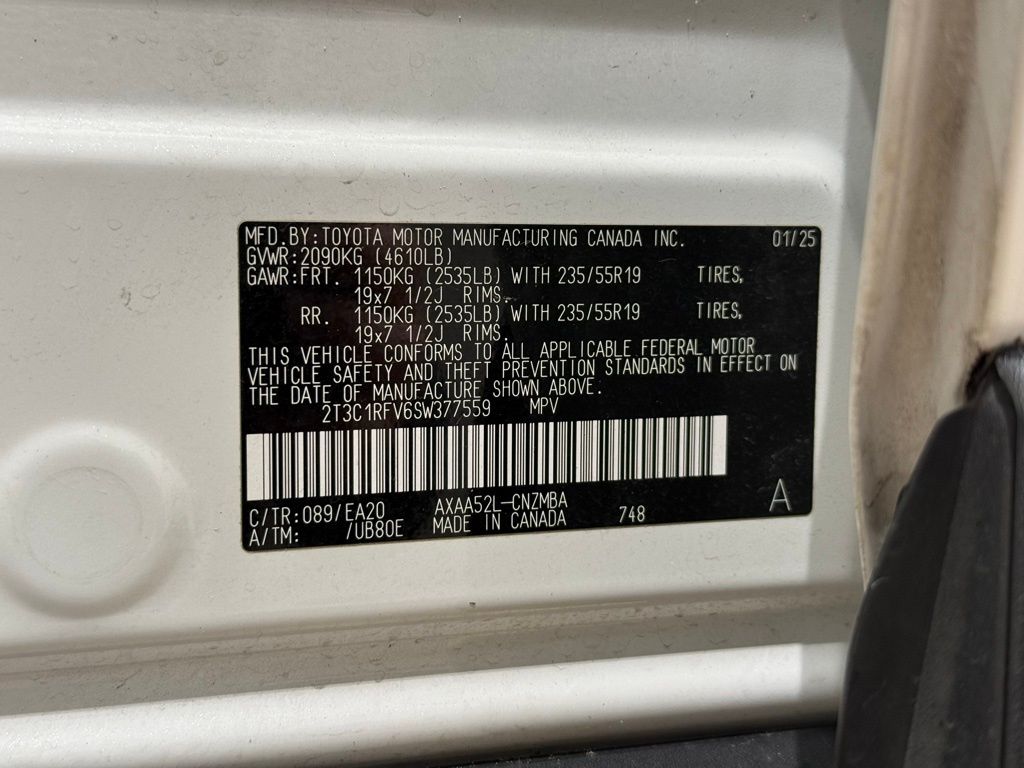 MFD.BY:TOYOTA MOTOR MANUFACTURING CANADA INC. 01/25
GVWR:2090KG (4610LB)
GAWR:FRT. 1150KG (2535LB) WITH 235/55R19 TIRES,
19x7 1/2J RIMS.
RR. 1150KG (2535LB) WITH 235/55R19 TIRES,
19x7 1/2J RIMS.
THIS VEHICLE CONFORMS TO ALL APPLICABLE FEDERAL MOTOR
VEHICLE SAFETY AND THEFT PREVENTION STANDARDS IN EFFECT ON
THE DATE OF MANUFACTURE SHOWN ABOVE.
2T3C1RFV6SW377559 MPV
C/TR:089/EA20 AXAA52L-CNZMBA
A/TM: /UB80E MADE IN CANADA 748 A